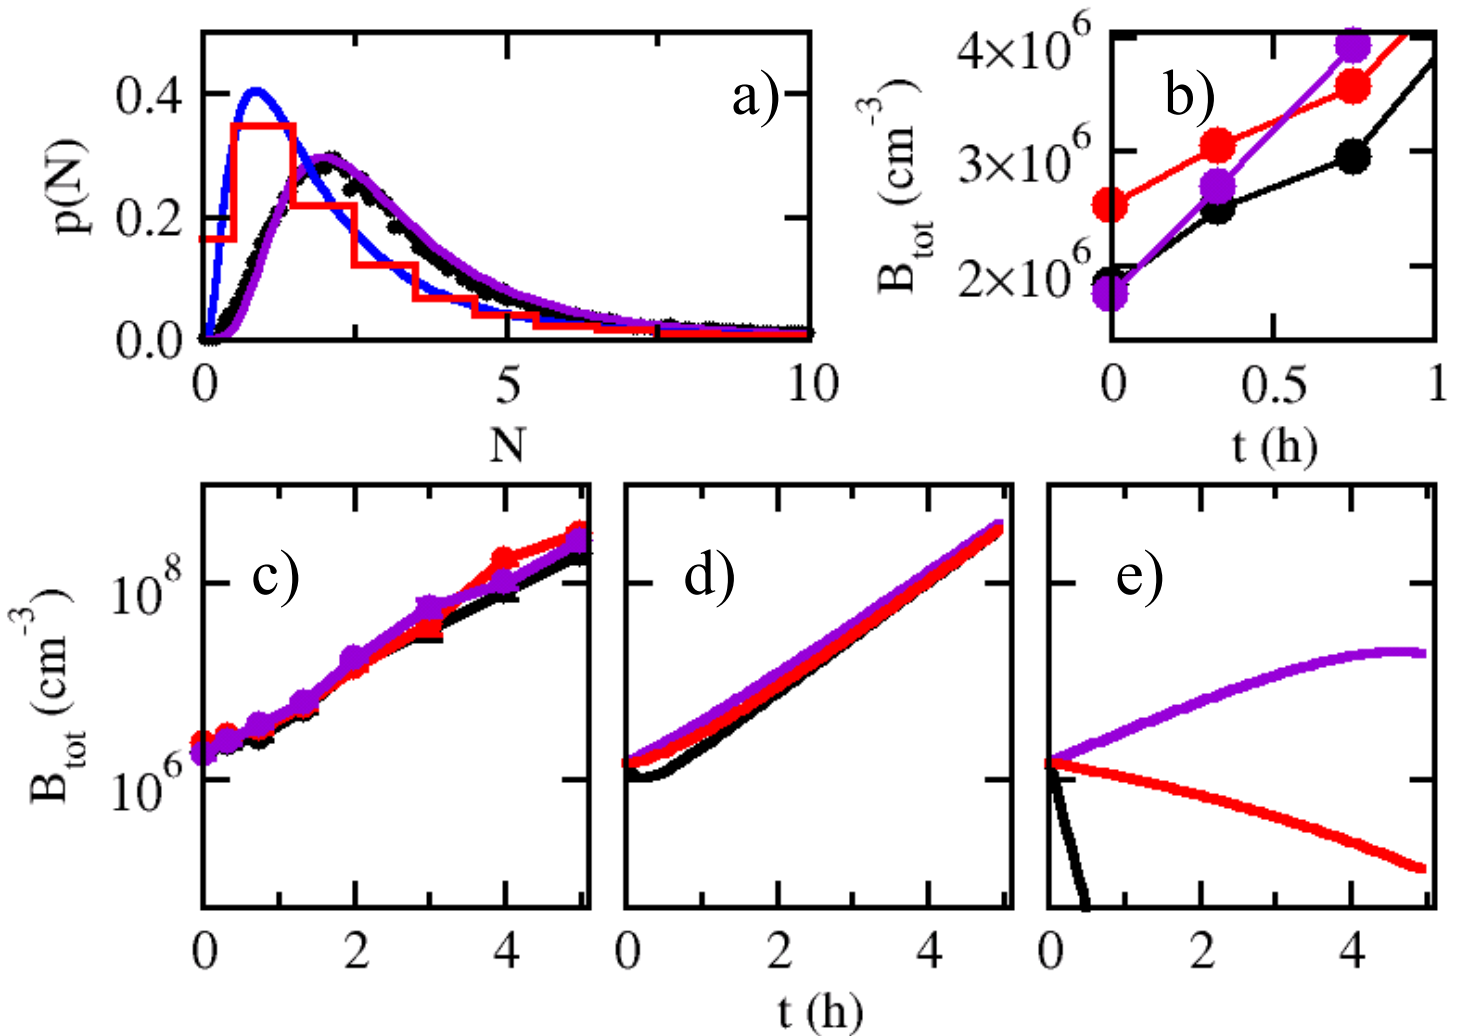 a)
p(N)
0.4
0.2
0.0
0 5 10
N
b)
B_tot (cm^-3)
4×10^6
3×10^6
2×10^6
0 0.5 1
t (h)
c) d) e)
B_tot (cm^-3)
10^8
10^6
0 2 4 0 2 4 0 2 4
t (h)